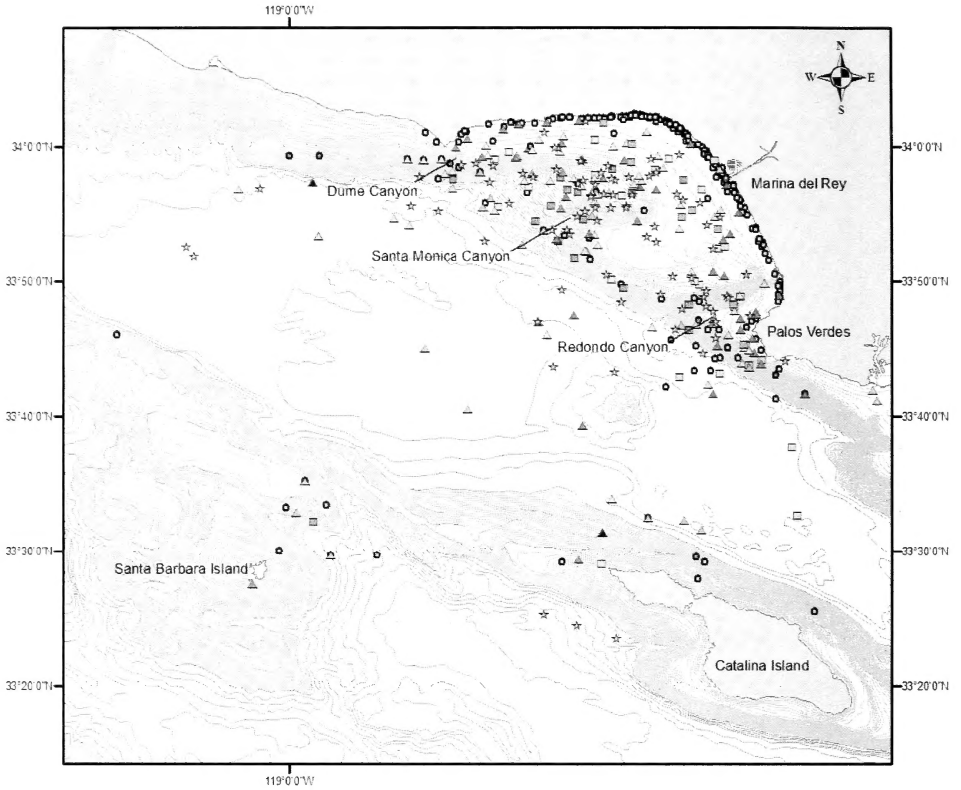 119°0'0"W
N
W E
S
34°0'0"N 34°0'0"N
Dume Canyon
Marina del Rey
Santa Monica Canyon
33°50'0"N 33°50'0"N
Palos Verdes
Redondo Canyon
33°40'0"N 33°40'0"N
33°30'0"N 33°30'0"N
Santa Barbara Island
Catalina Island
33°20'0"N 33°20'0"N
119°0'0"W